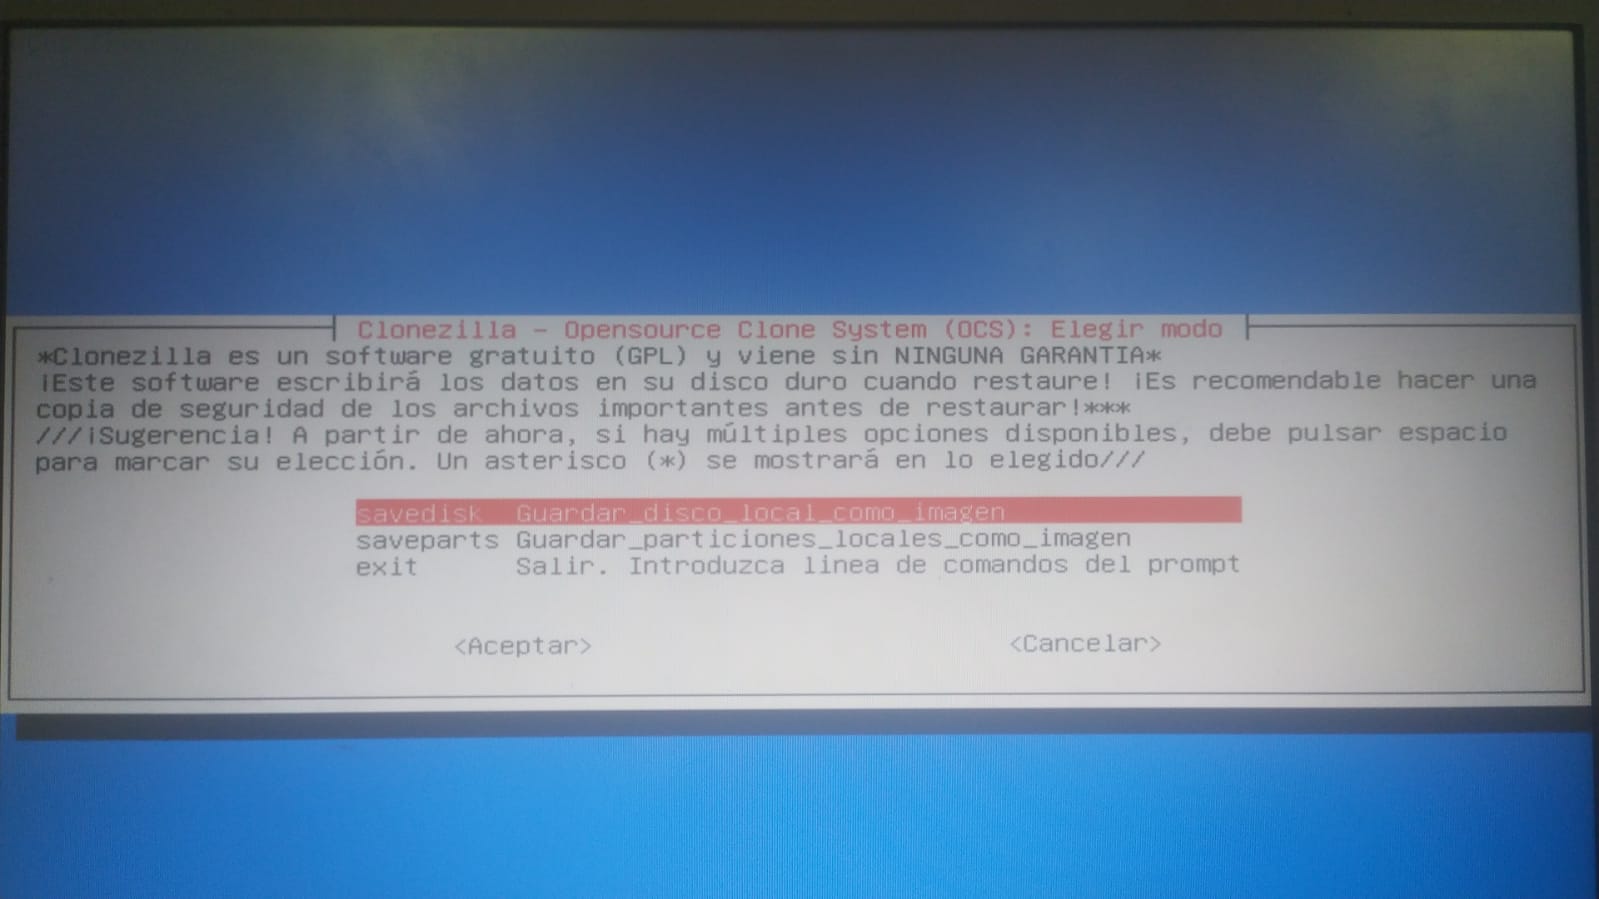 Clonezilla - Opensource Clone System (OCS): Elegir modo
*Clonezilla es un software gratuito (GPL) y viene sin NINGUNA GARANTIA*
¡Este software escribirá los datos en su disco duro cuando restaure! ¡Es recomendable hacer una
copia de seguridad de los archivos importantes antes de restaurar!***
///¡Sugerencia! A partir de ahora, si hay múltiples opciones disponibles, debe pulsar espacio
para marcar su elección. Un asterisco (*) se mostrará en lo elegido///
savedisk Guardar_disco_local_como_imagen
saveparts Guardar_particiones_locales_como_imagen
exit Salir. Introduzca linea de comandos del prompt
<Aceptar> <Cancelar>